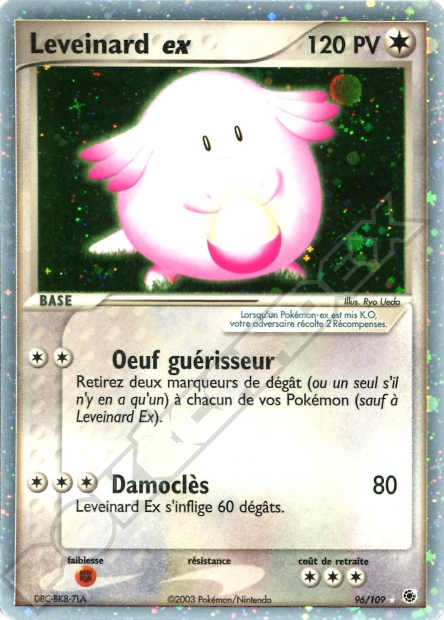 Leveinard ex 120 PV
BASE
Illus. Ryo Ueda
Lorsqu'un Pokémon-ex est mis K.O,
votre adversaire récolte 2 Récompenses.
Oeuf guérisseur
Retirez deux marqueurs de dégât (ou un seul s'il
n'y en a qu'un) à chacun de vos Pokémon (sauf à
Leveinard Ex).
Damoclès 80
Leveinard Ex s'inflige 60 dégâts.
faiblesse résistance coût de retraite
DPC-BKB-7LA ©2003 Pokémon/Nintendo 96/109